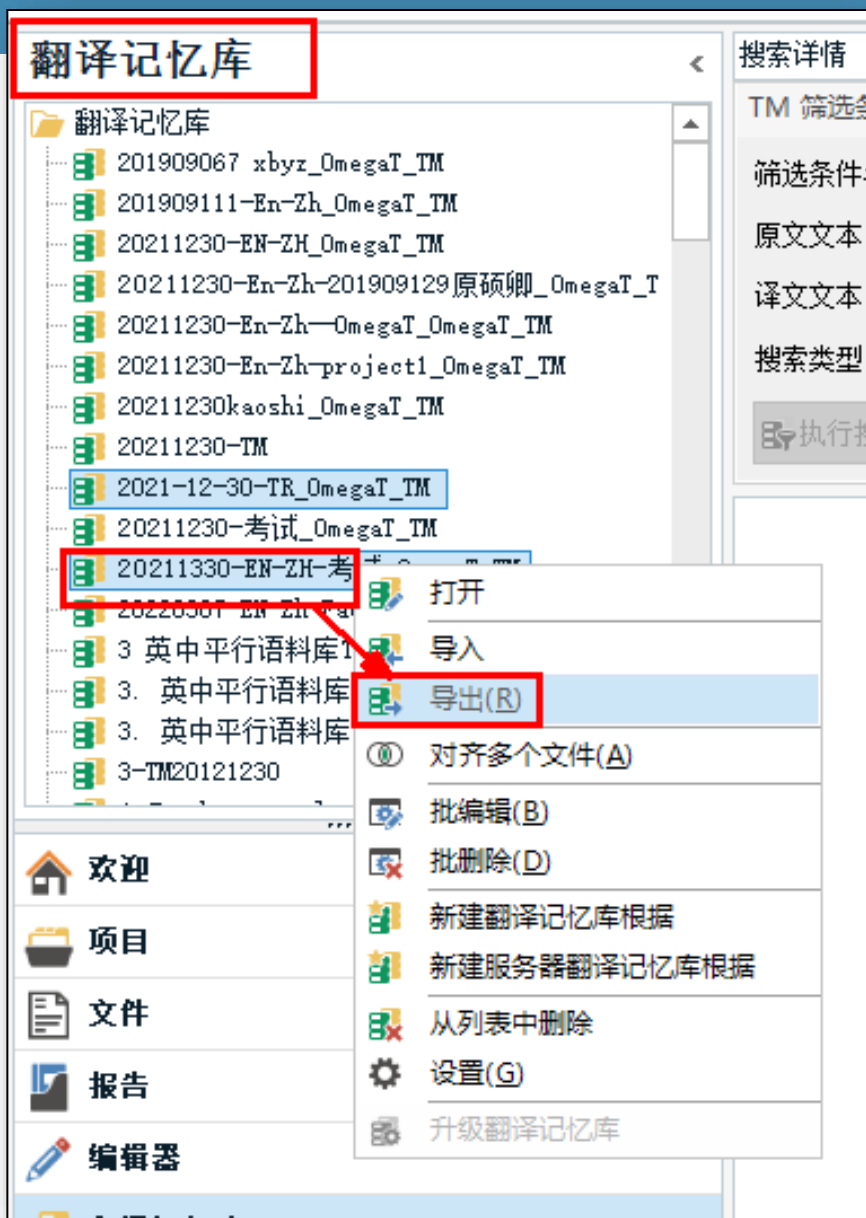 翻译记忆库
翻译记忆库
201909067 xbyz_OmegaT_TM
201909111-En-Zh_OmegaT_TM
20211230-EN-ZH_OmegaT_TM
20211230-En-Zh-201909129原硕卿_OmegaT_T
20211230-En-Zh——OmegaT_OmegaT_TM
20211230-En-Zh-project1_OmegaT_TM
20211230kaoshi_OmegaT_TM
20211230-TM
2021-12-30-TR_OmegaT_TM
20211230-考试_OmegaT_TM
20211330-EN-ZH-考
3 英中平行语料库
3. 英中平行语料库
3. 英中平行语料库
3-TM20121230
欢迎
项目
文件
报告
编辑器
打开
导入
导出(R)
对齐多个文件(A)
批编辑(B)
批删除(D)
新建翻译记忆库根据
新建服务器翻译记忆库根据
从列表中删除
设置(G)
升级翻译记忆库
搜索详情
TM 筛选
筛选条件
原文文本
译文文本
搜索类型
执行